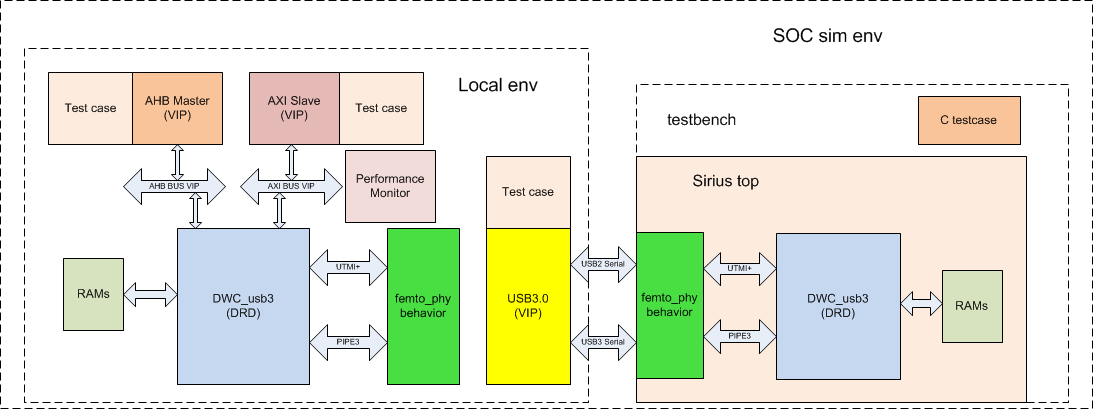 SOC sim env
Local env
Test case
AHB Master
(VIP)
AXI Slave
(VIP)
Test case
AHB BUS VIP
AXI BUS VIP
Performance
Monitor
RAMs
DWC_usb3
(DRD)
UTMI+
PIPE3
femto_phy
behavior
Test case
USB3.0
(VIP)
USB2 Serial
USB3 Serial
testbench
C testcase
Sirius top
femto_phy
behavior
UTMI+
PIPE3
DWC_usb3
(DRD)
RAMs